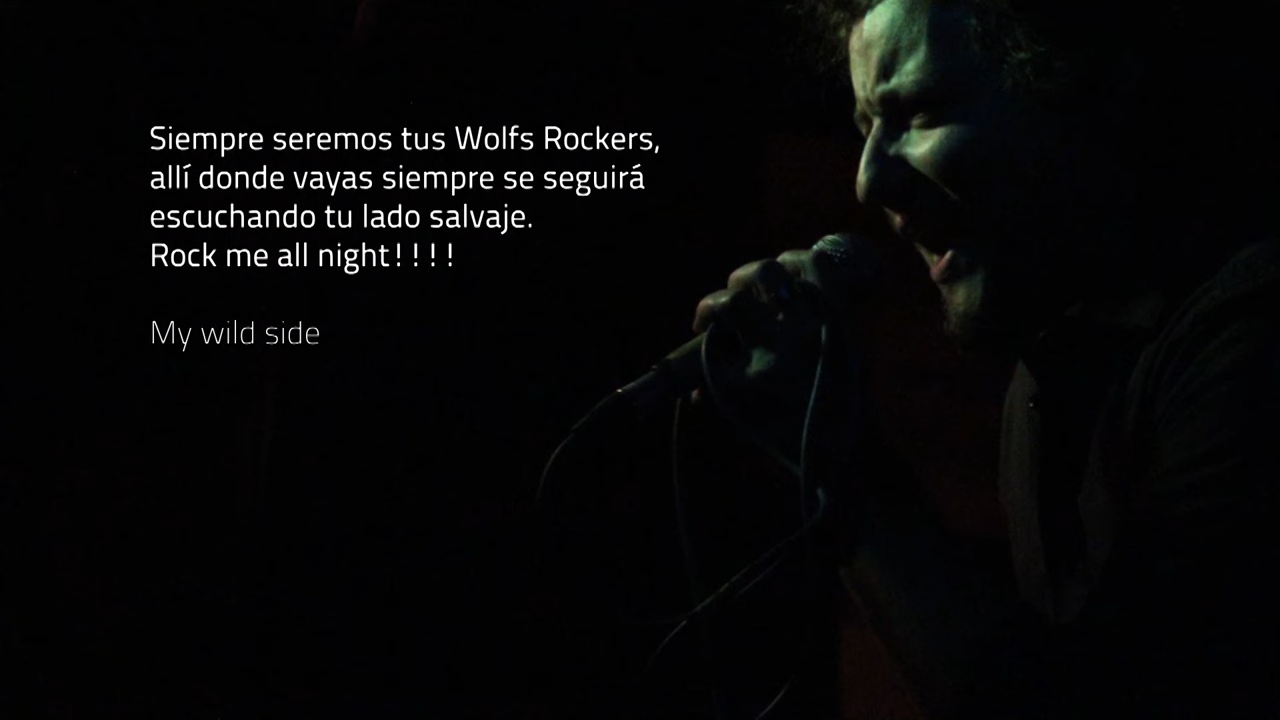 Siempre seremos tus Wolfs Rockers,
allí donde vayas siempre se seguirá
escuchando tu lado salvaje.
Rock me all night!!!!
My wild side